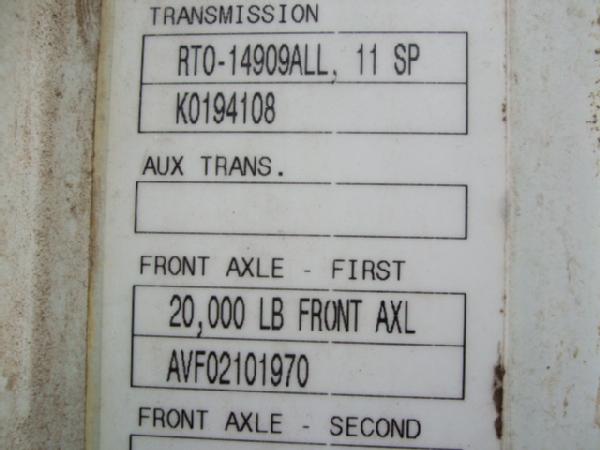 TRANSMISSION
RTO-14909ALL, 11 SP
K0194108
AUX TRANS.
FRONT AXLE - FIRST
20,000 LB FRONT AXL
AVF02101970
FRONT AXLE - SECOND